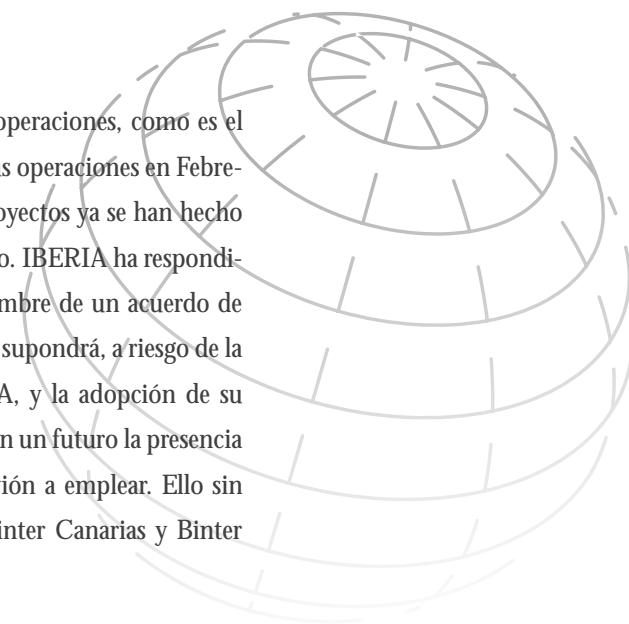 operaciones, como es el
s operaciones en Febre-
oyectos ya se han hecho
o. IBERIA ha respondi-
mbre de un acuerdo de
supondrá, a riesgo de la
A, y la adopción de su
n un futuro la presencia
ión a emplear. Ello sin
inter Canarias y Binter